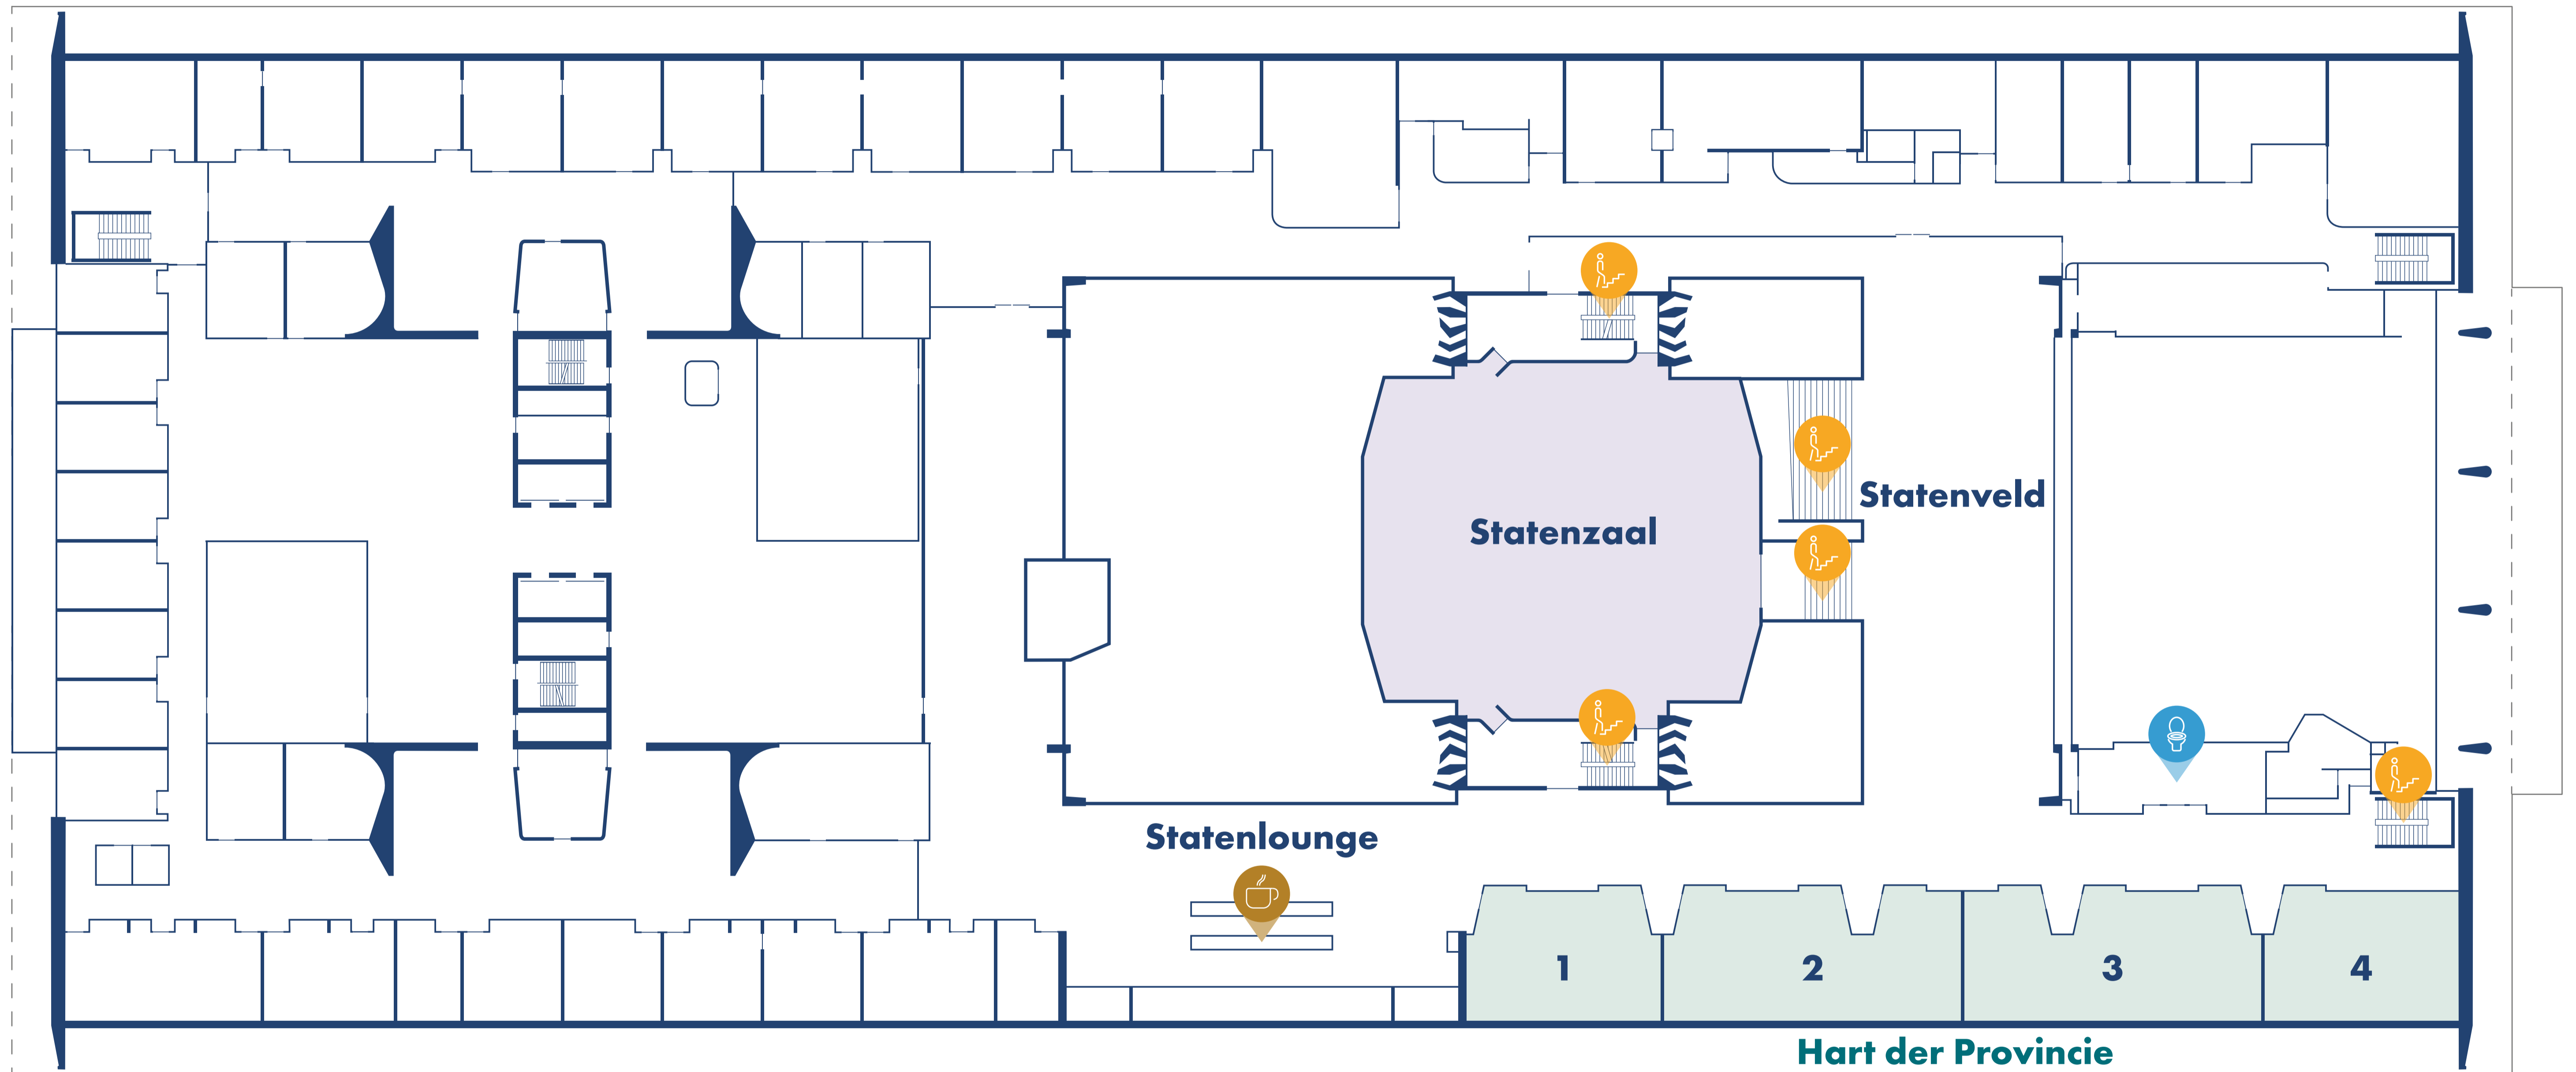 Statenveld
Statenzaal
Statenlounge
1 2 3 4
Hart der Provincie